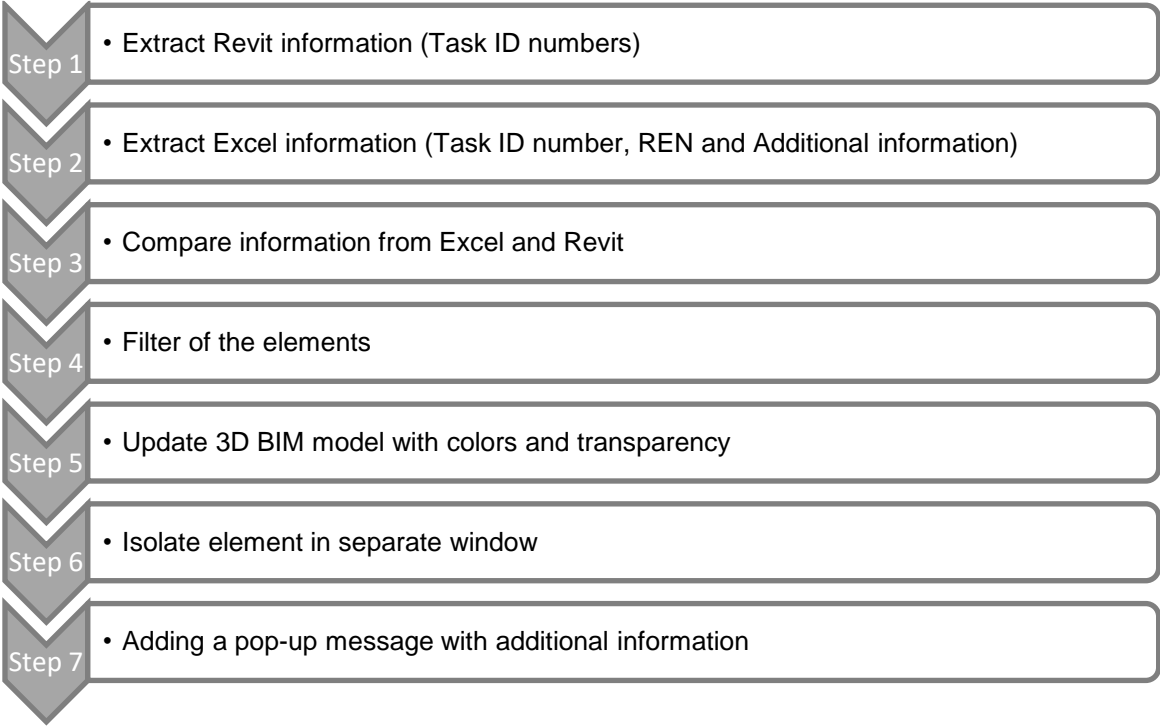 Step 1
• Extract Revit information (Task ID numbers)
Step 2
• Extract Excel information (Task ID number, REN and Additional information)
Step 3
• Compare information from Excel and Revit
Step 4
• Filter of the elements
Step 5
• Update 3D BIM model with colors and transparency
Step 6
• Isolate element in separate window
Step 7
• Adding a pop-up message with additional information